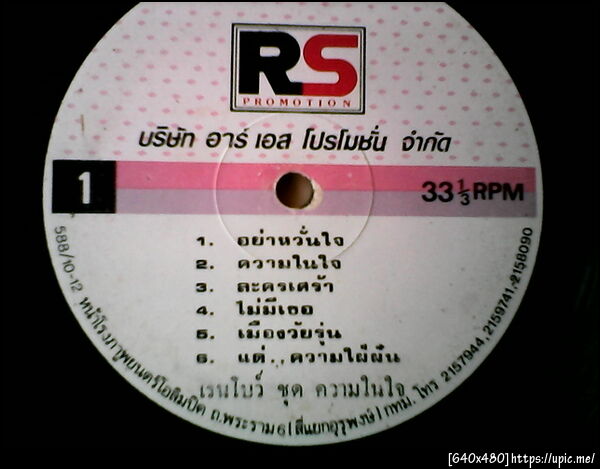 RS
PROMOTION
บริษัท อาร์ เอส โปรโมชั่น จำกัด
1
33 1/3 RPM
1. อย่าหวั่นใจ
2. ความในใจ
3. ละครเศร้า
4. ไม่มีเธอ
5. เมืองวัยรุ่น
6. แด่..ความใฝ่ฝัน
เรนโบว์ ชุด ความในใจ
588/10-12 หน้าโรงภาพยนตร์โอลิมปิค ถ.พระราม 6 (สี่แยกอุรุพงษ์) กทม. โทร 2157944, 2159741, 2158090
[640x480] https://upic.me/